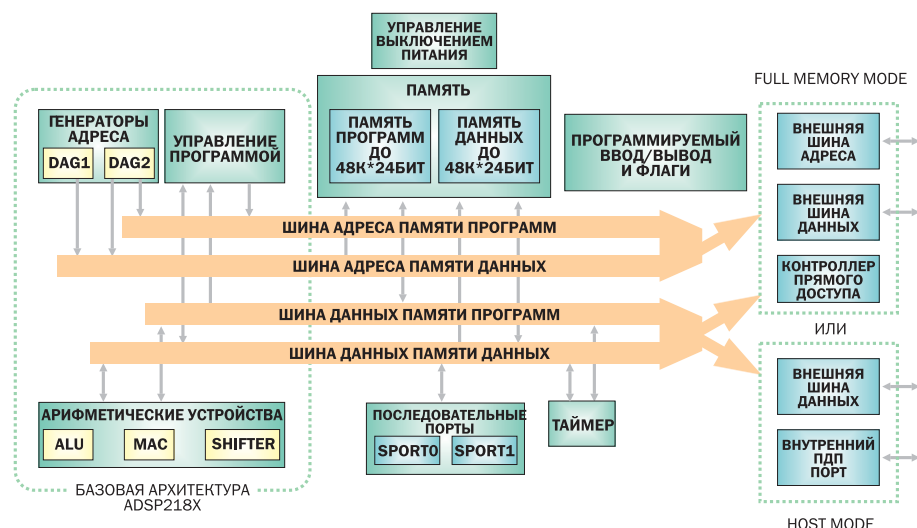 УПРАВЛЕНИЕ
ВЫКЛЮЧЕНИЕМ
ПИТАНИЯ
ПАМЯТЬ
ПАМЯТЬ
ПРОГРАММ
ДО
48К*24БИТ
ПАМЯТЬ
ДАННЫХ ДО
48К*24БИТ
ГЕНЕРАТОРЫ
АДРЕСА
DAG1
DAG2
УПРАВЛЕНИЕ
ПРОГРАММОЙ
ПРОГРАММИРУЕМЫЙ
ВВОД/ВЫВОД
И ФЛАГИ
FULL MEMORY MODE
ВНЕШНЯЯ
ШИНА
АДРЕСА
ВНЕШНЯЯ
ШИНА
ДАННЫХ
КОНТРОЛЛЕР
ПРЯМОГО
ДОСТУПА
ШИНА АДРЕСА ПАМЯТИ ПРОГРАММ
ШИНА АДРЕСА ПАМЯТИ ДАННЫХ
ШИНА ДАННЫХ ПАМЯТИ ПРОГРАММ
ШИНА ДАННЫХ ПАМЯТИ ДАННЫХ
ИЛИ
ВНЕШНЯЯ
ШИНА
ДАННЫХ
ВНУТРЕННИЙ
ПДП
ПОРТ
HOST MODE
АРИФМЕТИЧЕСКИЕ УСТРОЙСТВА
ALU
MAC
SHIFTER
ПОСЛЕДОВАТЕЛЬНЫЕ
ПОРТЫ
SPORT0
SPORT1
ТАЙМЕР
БАЗОВАЯ АРХИТЕКТУРА
ADSP218X